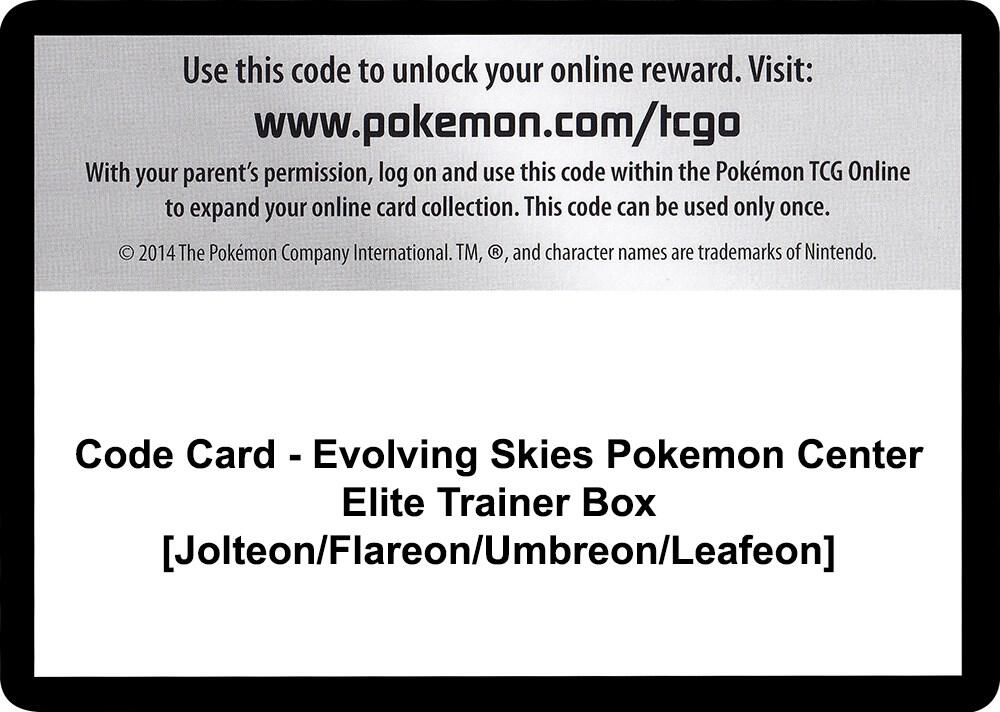 Use this code to unlock your online reward. Visit:
www.pokemon.com/tcgo
With your parent's permission, log on and use this code within the Pokémon TCG Online
to expand your online card collection. This code can be used only once.
© 2014 The Pokémon Company International. TM, ®, and character names are trademarks of Nintendo.
Code Card - Evolving Skies Pokemon Center
Elite Trainer Box
[Jolteon/Flareon/Umbreon/Leafeon]